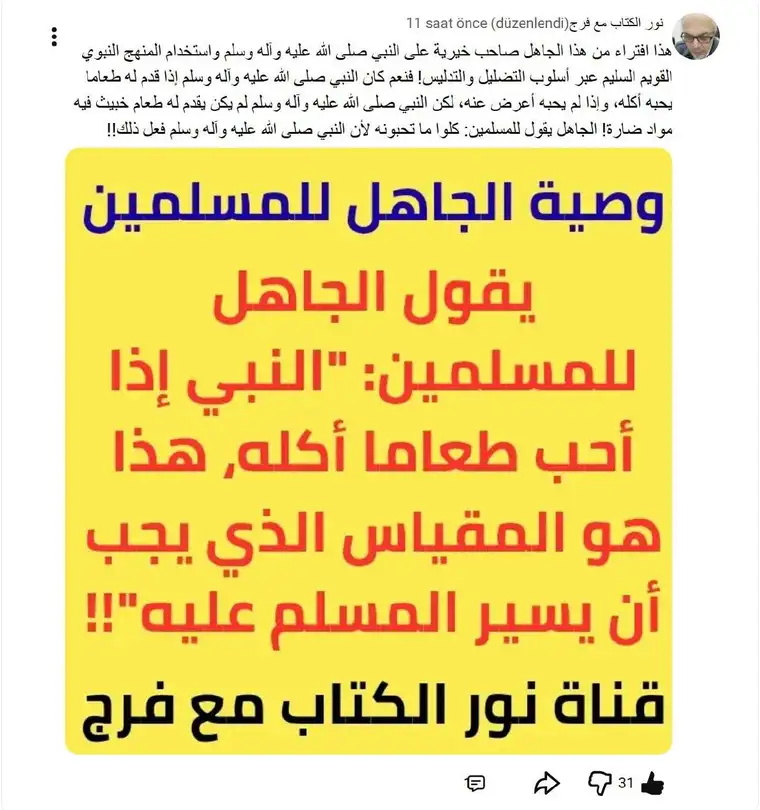 نور الكتاب مع فرج(düzenlendi) 11 saat önce
هذا افتراء من هذا الجاهل صاحب خيرية على النبي صلى الله عليه وآله وسلم واستخدام المنهج النبوي
القويم السليم عبر أسلوب التضليل والتدليس! فنعم كان النبي صلى الله عليه وآله وسلم إذا قدم له طعاما
يحبه أكله، وإذا لم يحبه أعرض عنه، لكن النبي صلى الله عليه وآله وسلم لم يكن يقدم له طعام خبيث فيه
مواد ضارة! الجاهل يقول للمسلمين: كلوا ما تحبونه لأن النبي صلى الله عليه وآله وسلم فعل ذلك!!
وصية الجاهل للمسلمين
يقول الجاهل
للمسلمين: "النبي إذا
أحب طعاما أكله, هذا
هو المقياس الذي يجب
أن يسير المسلم عليه"!!
قناة نور الكتاب مع فرج
31